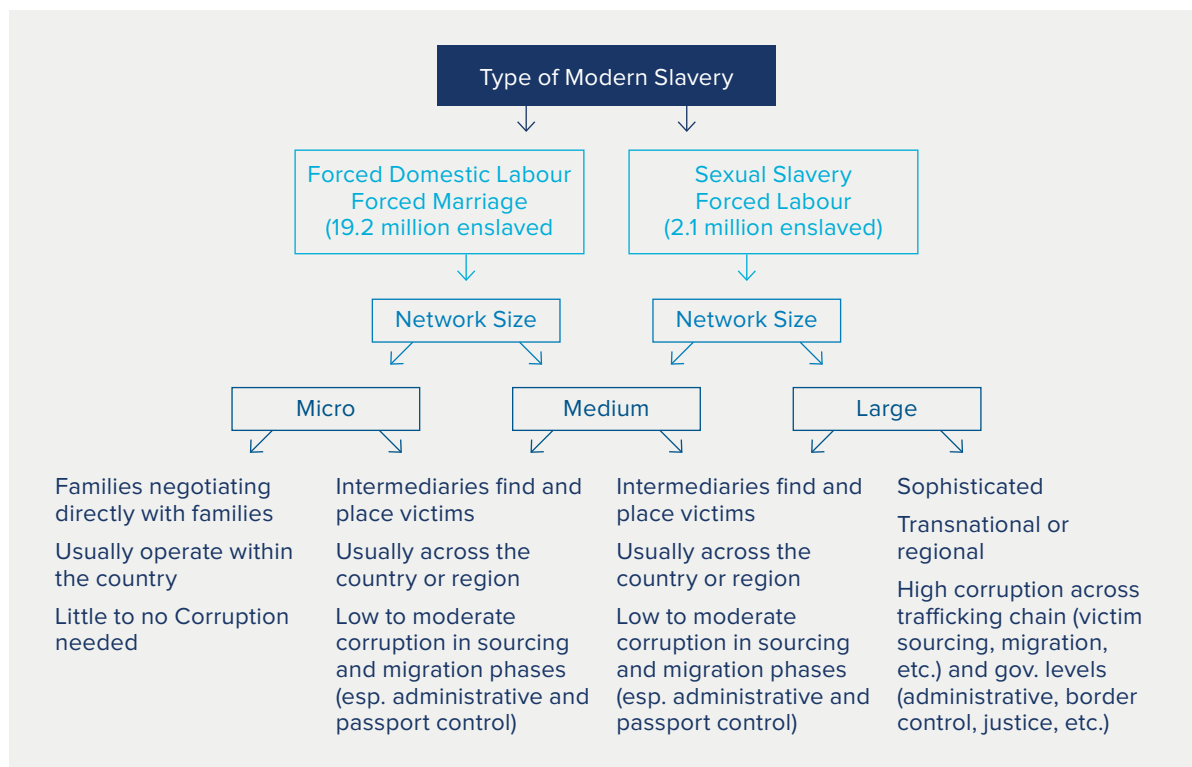 Type of Modern Slavery
Forced Domestic Labour
Forced Marriage
(19.2 million enslaved
Sexual Slavery
Forced Labour
(2.1 million enslaved)
Network Size
Network Size
Micro
Medium
Large
Families negotiating
directly with families
Usually operate within
the country
Little to no Corruption
needed
Intermediaries find and
place victims
Usually across the
country or region
Low to moderate
corruption in sourcing
and migration phases
(esp. administrative and
passport control)
Intermediaries find and
place victims
Usually across the
country or region
Low to moderate
corruption in sourcing
and migration phases
(esp. administrative and
passport control)
Sophisticated
Transnational or
regional
High corruption across
trafficking chain (victim
sourcing, migration,
etc.) and gov. levels
(administrative, border
control, justice, etc.)